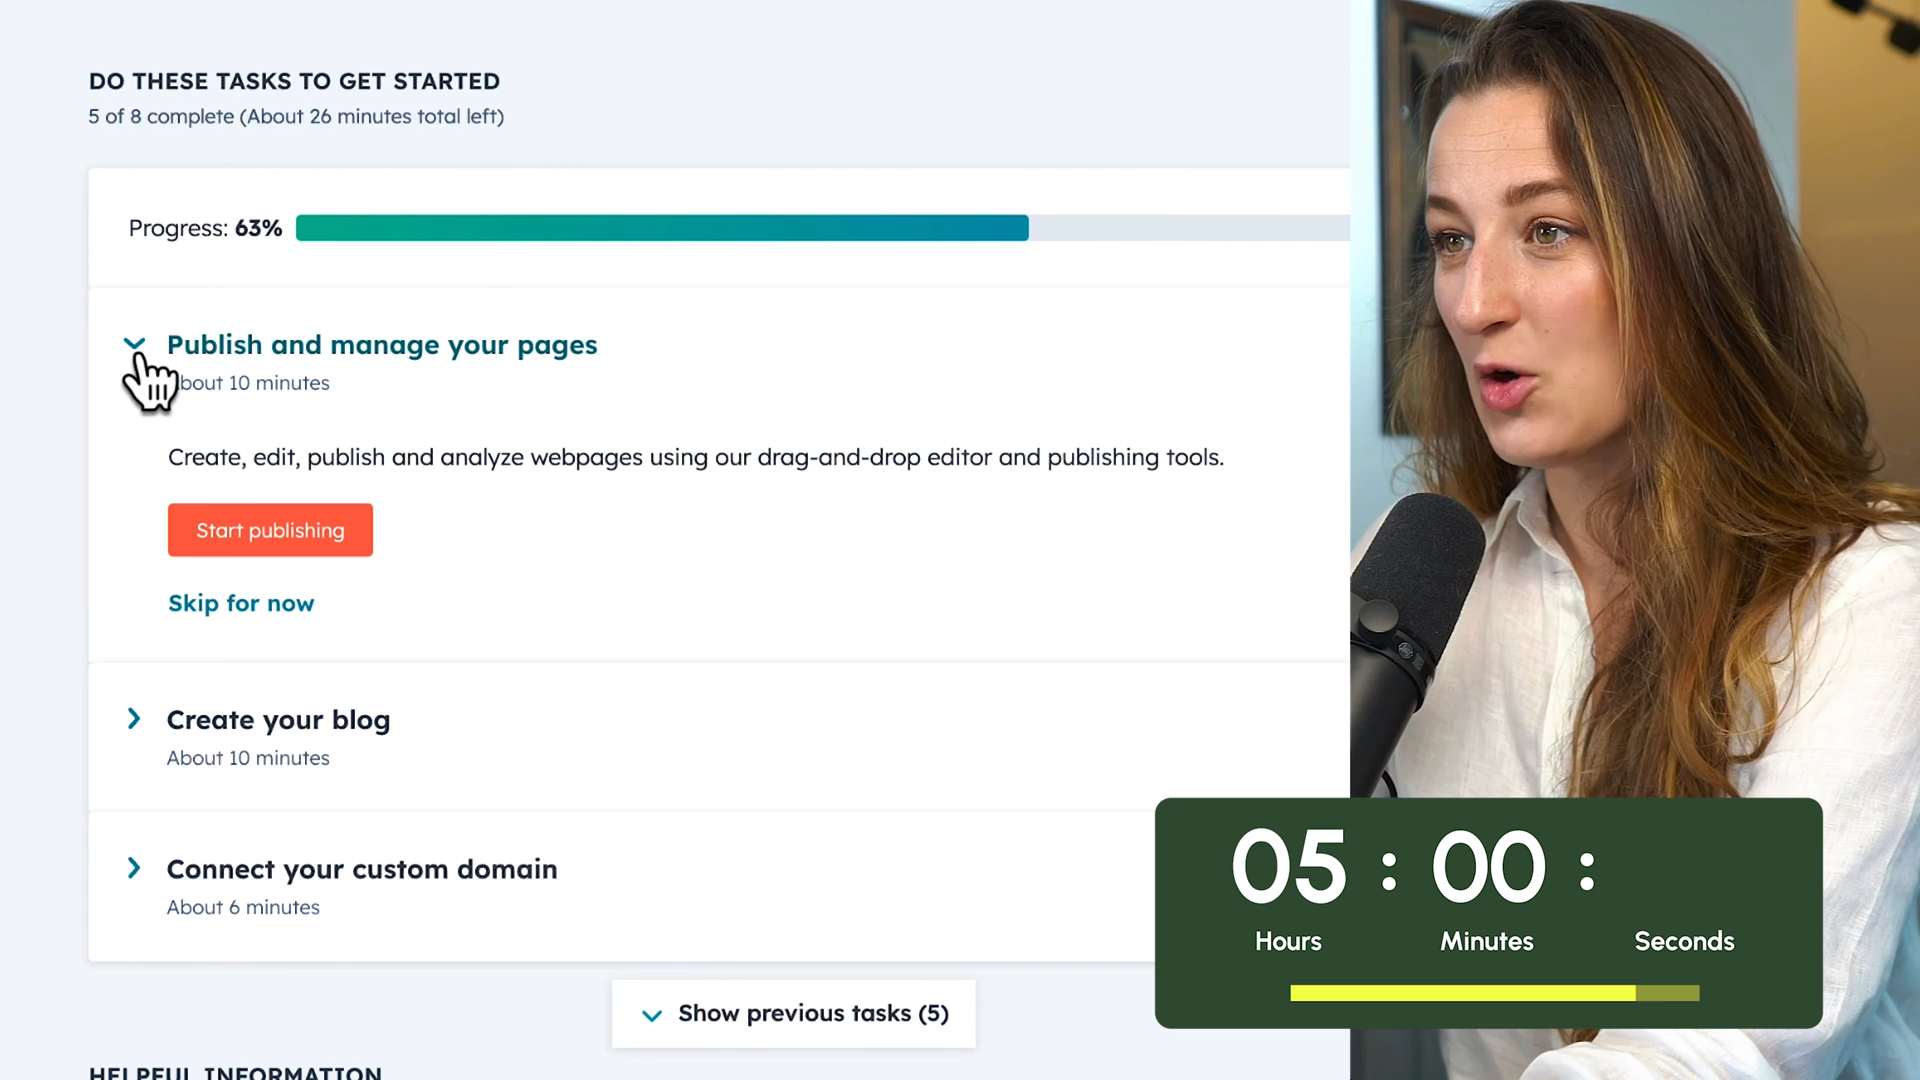 DO THESE TASKS TO GET STARTED
5 of 8 complete (About 26 minutes total left)
Progress: 63%
Publish and manage your pages
bout 10 minutes
Create, edit, publish and analyze webpages using our drag-and-drop editor and publishing tools.
Start publishing
Skip for now
Create your blog
About 10 minutes
Connect your custom domain
About 6 minutes
Show previous tasks (5)
HELPFUL INFORMATION
05 : 00 :
Hours Minutes Seconds